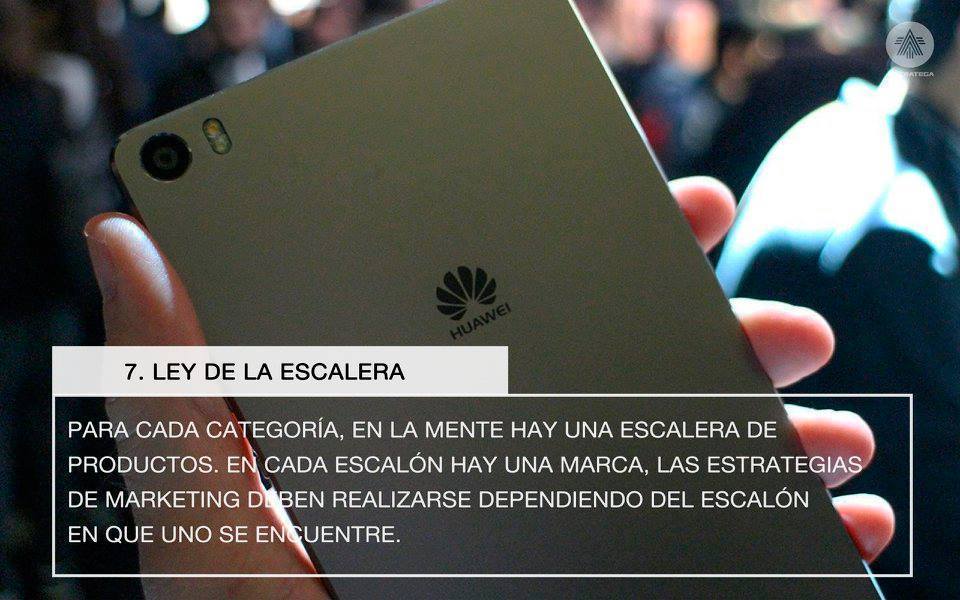 HUAWEI
7. LEY DE LA ESCALERA
PARA CADA CATEGORÍA, EN LA MENTE HAY UNA ESCALERA DE
PRODUCTOS. EN CADA ESCALÓN HAY UNA MARCA, LAS ESTRATEGIAS
DE MARKETING DEBEN REALIZARSE DEPENDIENDO DEL ESCALÓN
EN QUE UNO SE ENCUENTRE.